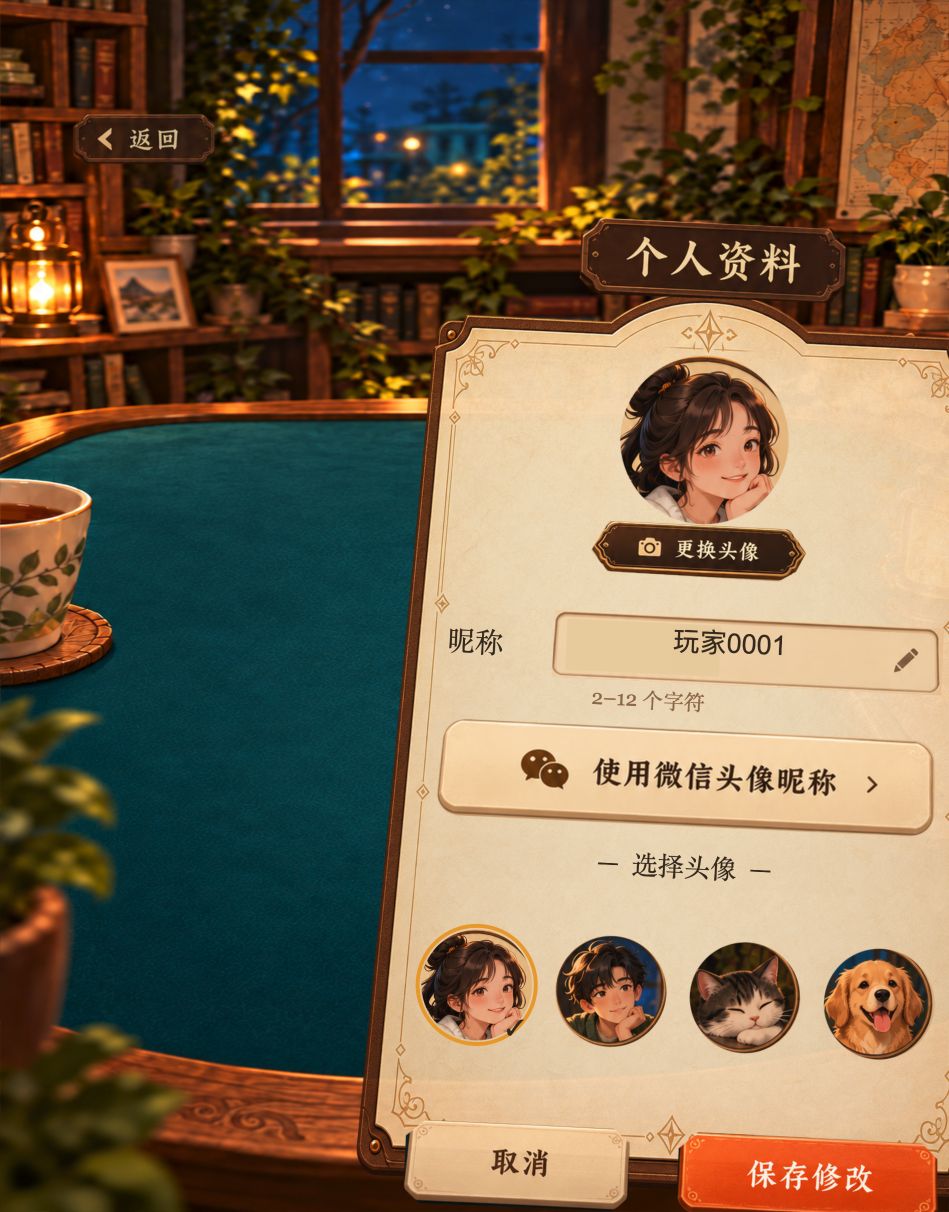 返回
个人资料
更换头像
昵称
玩家0001
2–12 个字符
使用微信头像昵称
— 选择头像 —
取消
保存修改